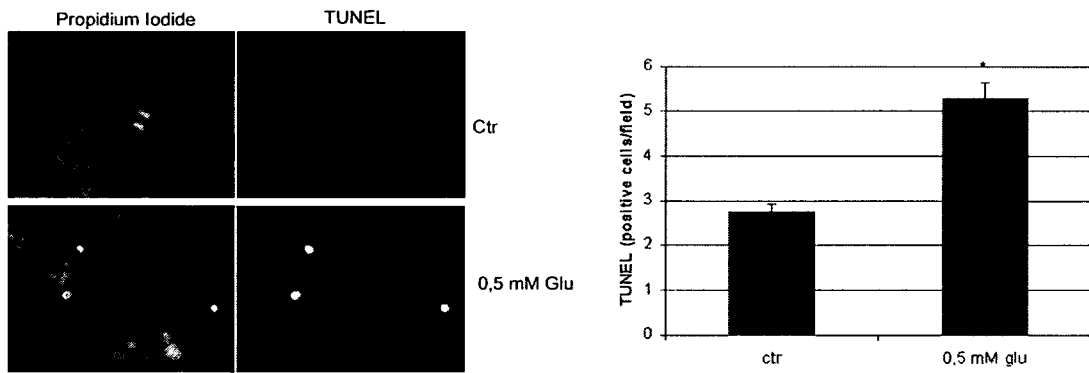 Propidium Iodide
TUNEL
Ctr
0,5 mM Glu
TUNEL (positive cells/field)
6
5
4
3
2
1
0
*
ctr
0,5 mM glu